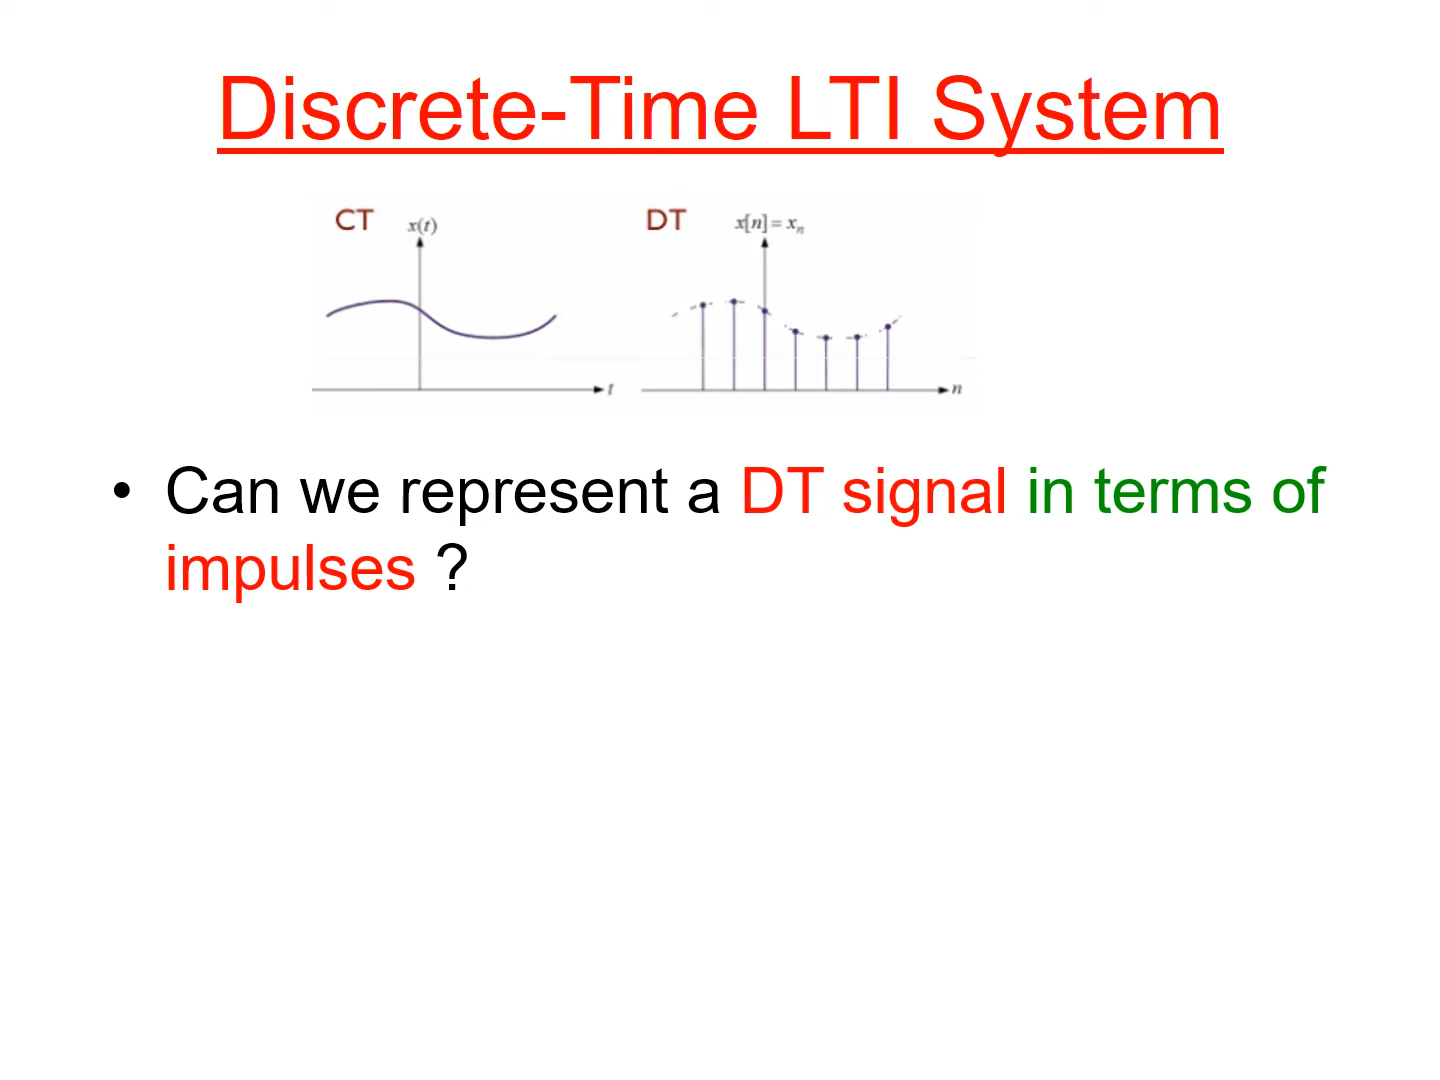 Discrete-Time LTI System
CT x(t)
DT x[n] = xₙ
t
n
• Can we represent a DT signal in terms of
impulses ?